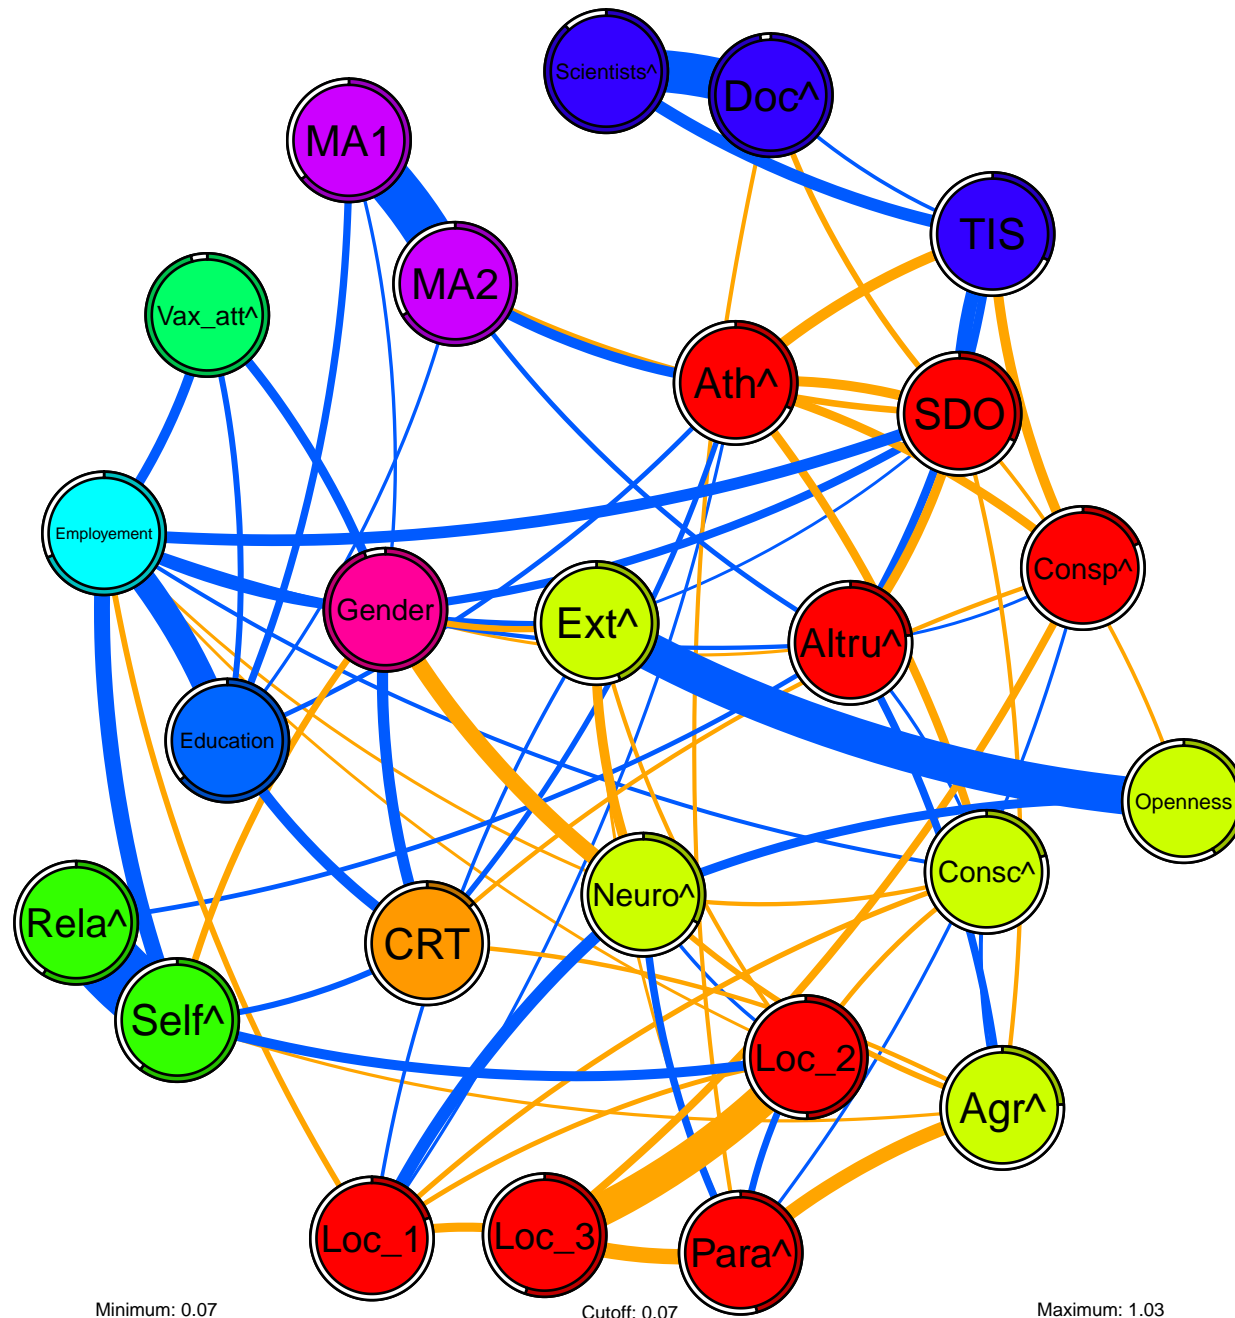 Scientists^
Doc^
MA1
TIS
MA2
Vax_att^
Ath^
SDO
Employement
Consp^
Gender
Ext^
Altru^
Education
Openness
Consc^
Neuro^
Rela^
CRT
Self^
Loc_2
Agr^
Loc_1
Loc_3
Para^
Minimum: 0.07
Cutoff: 0.07
Maximum: 1.03